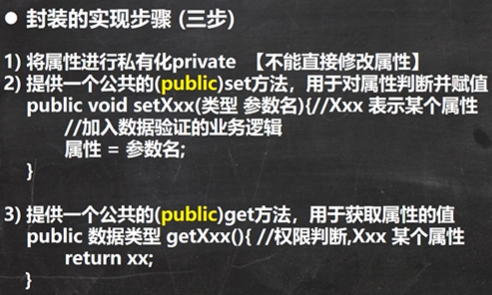 ● 封装的实现步骤 (三步)
1) 将属性进行私有化private 【不能直接修改属性】
2) 提供一个公共的(public)set方法，用于对属性判断并赋值
public void setXxx(类型 参数名){//Xxx 表示某个属性
//加入数据验证的业务逻辑
属性 = 参数名;
}
3) 提供一个公共的(public)get方法，用于获取属性的值
public 数据类型 getXxx(){ //权限判断,Xxx 某个属性
return xx;
}